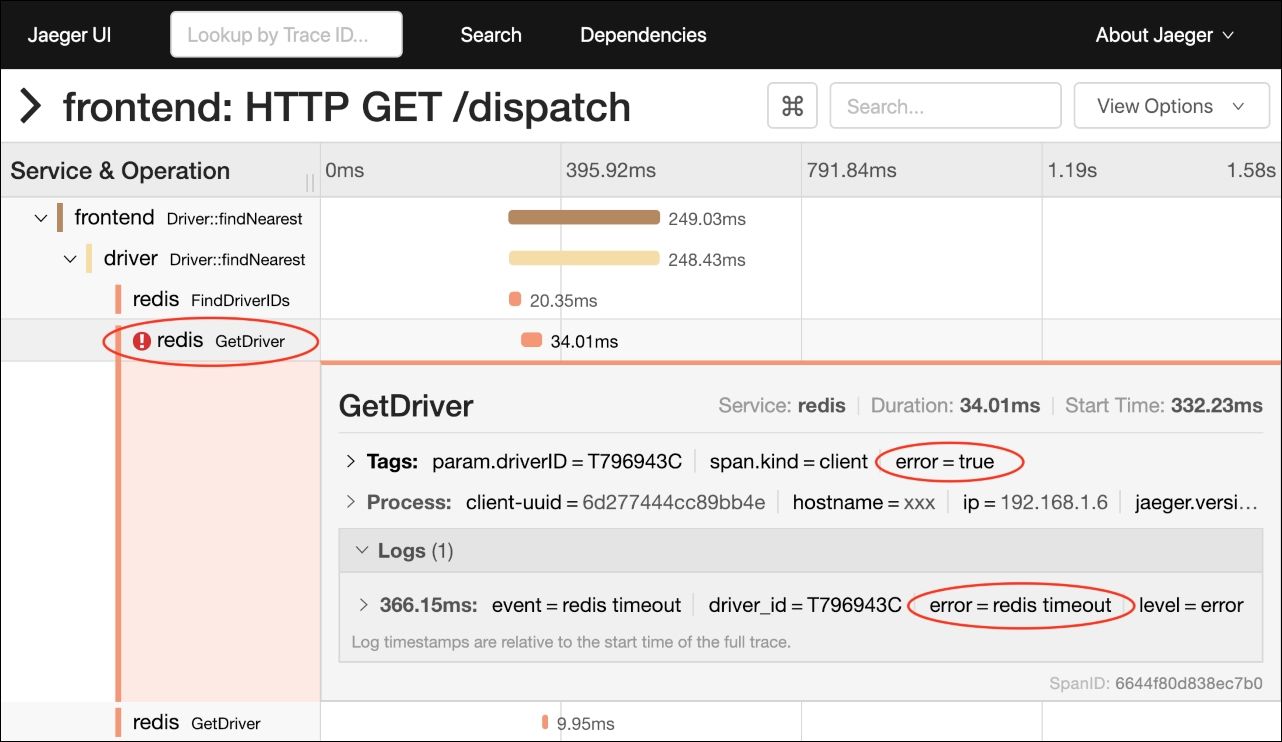 Jaeger UI Lookup by Trace ID... Search Dependencies About Jaeger
frontend: HTTP GET /dispatch ⌘ Search... View Options
Service & Operation 0ms 395.92ms 791.84ms 1.19s 1.58s
frontend Driver::findNearest 249.03ms
driver Driver::findNearest 248.43ms
redis FindDriverIDs 20.35ms
redis GetDriver 34.01ms
GetDriver Service: redis Duration: 34.01ms Start Time: 332.23ms
Tags: param.driverID = T796943C span.kind = client error = true
Process: client-uuid = 6d277444cc89bb4e hostname = xxx ip = 192.168.1.6 jaeger.versi...
Logs (1)
366.15ms: event = redis timeout driver_id = T796943C error = redis timeout level = error
Log timestamps are relative to the start time of the full trace.
SpanID: 6644f80d838ec7b0
redis GetDriver 9.95ms